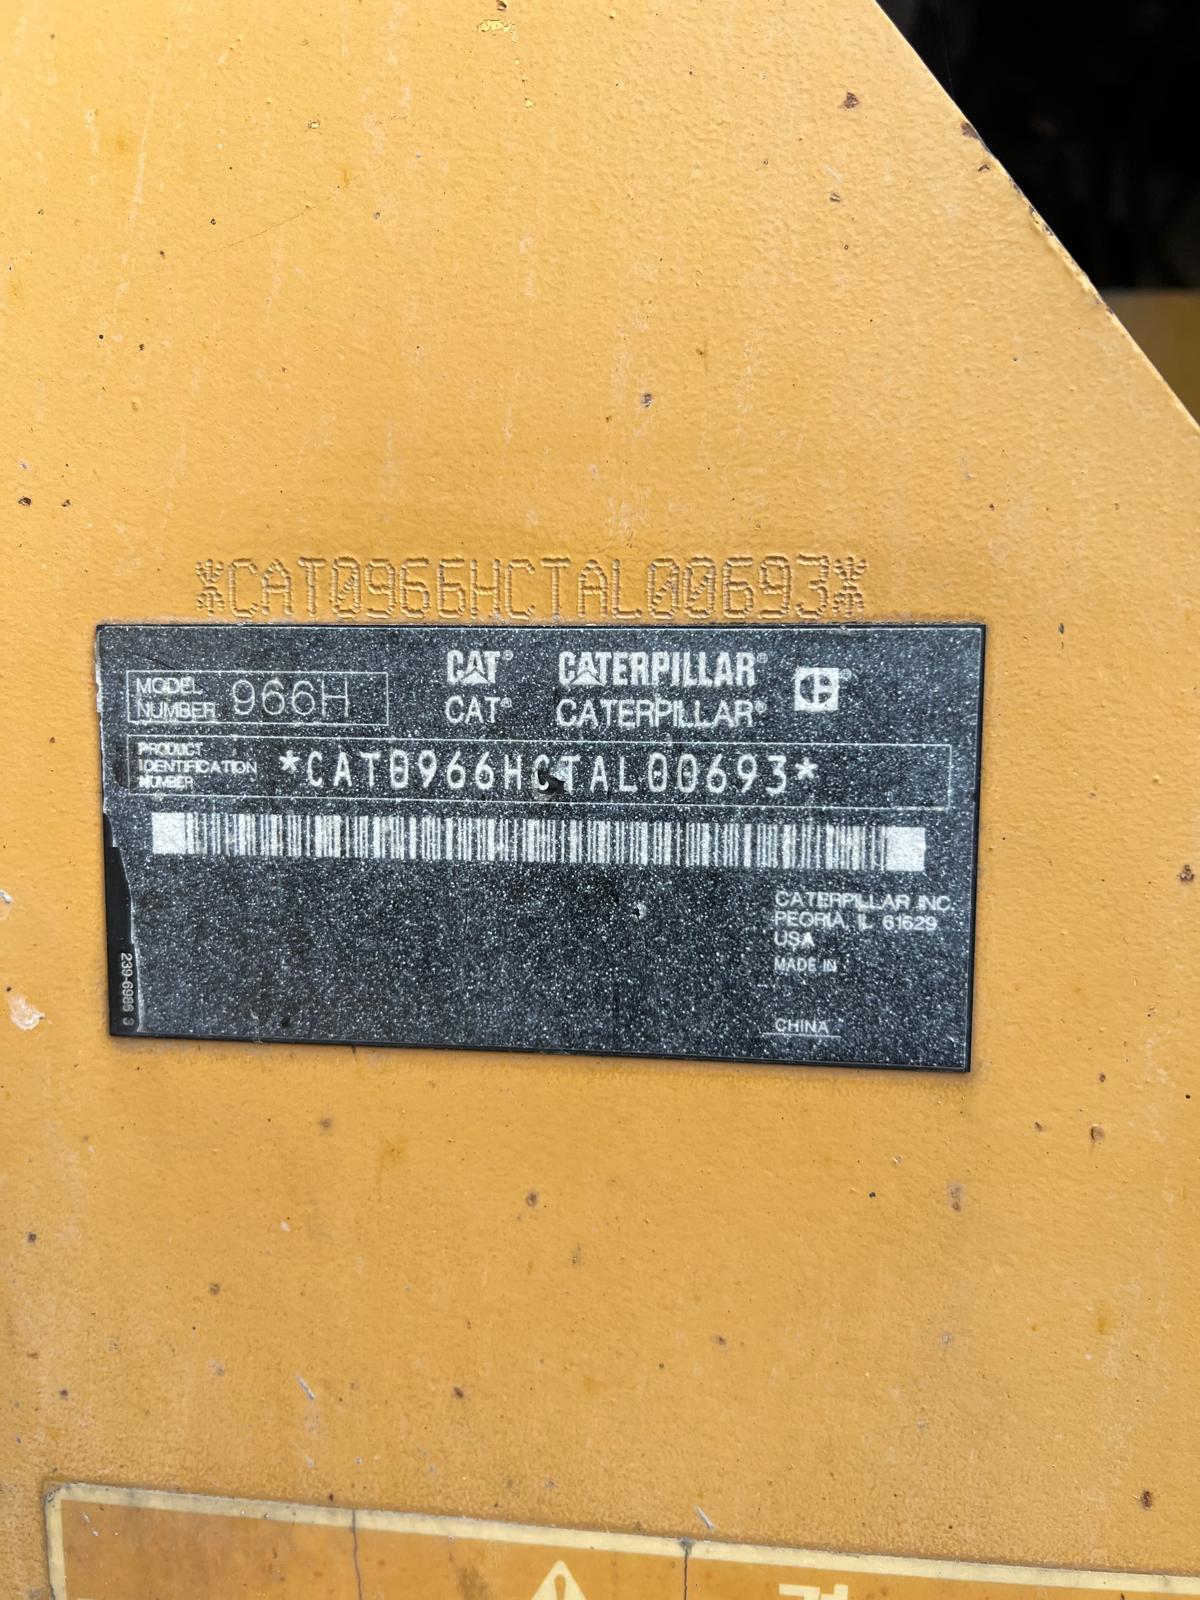 *CAT0966HCTAL00693*
MODEL NUMBER 966H
CAT® CATERPILLAR®
CAT® CATERPILLAR®
PRODUCT IDENTIFICATION NUMBER *CAT0966HCTAL00693*
CATERPILLAR INC.
PEORIA, IL 61629
USA
MADE IN
CHINA
239-6986 3